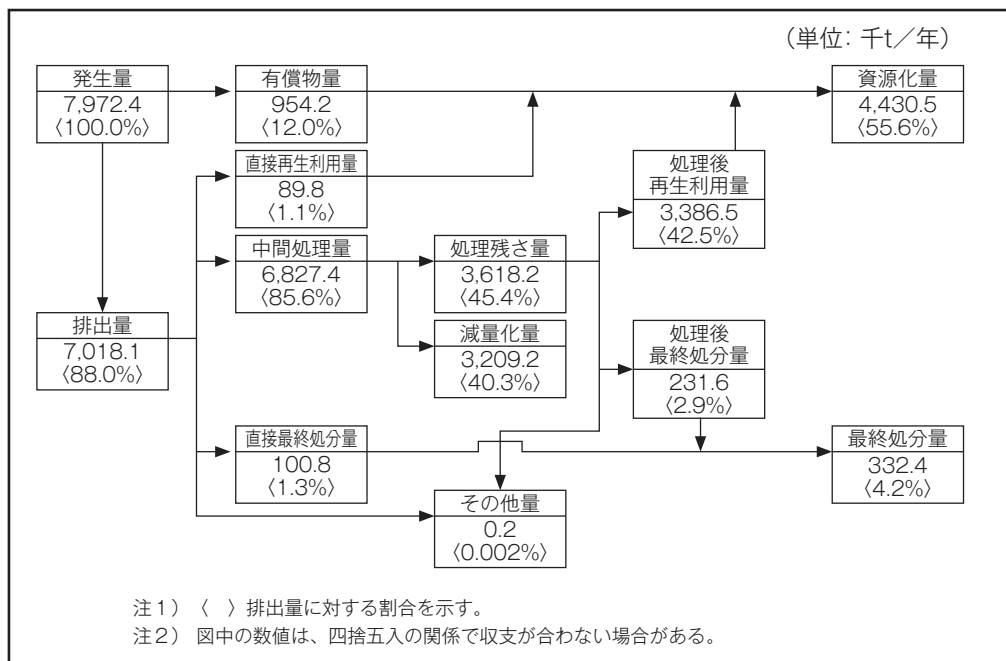 (単位: 千t／年)
発生量
7,972.4
〈100.0%〉
有償物量
954.2
〈12.0%〉
資源化量
4,430.5
〈55.6%〉
直接再生利用量
89.8
〈1.1%〉
処理後
再生利用量
3,386.5
〈42.5%〉
中間処理量
6,827.4
〈85.6%〉
処理残さ量
3,618.2
〈45.4%〉
排出量
7,018.1
〈88.0%〉
減量化量
3,209.2
〈40.3%〉
処理後
最終処分量
231.6
〈2.9%〉
直接最終処分量
100.8
〈1.3%〉
最終処分量
332.4
〈4.2%〉
その他量
0.2
〈0.002%〉
注1）〈　〉排出量に対する割合を示す。
注2） 図中の数値は、四捨五入の関係で収支が合わない場合がある。